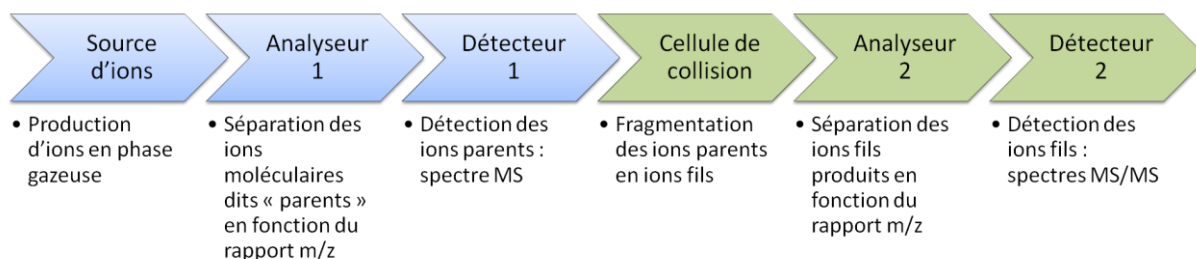 Source
d'ions
Analyseur
1
Détecteur
1
Cellule de
collision
Analyseur
2
Détecteur
2
• Production
d'ions en phase
gazeuse
• Séparation des
ions
moléculaires
dits « parents »
en fonction du
rapport m/z
• Détection des
ions parents :
spectre MS
• Fragmentation
des ions parents
en ions fils
• Séparation des
ions fils
produits en
fonction du
rapport m/z
• Détection des
ions fils :
spectres MS/MS